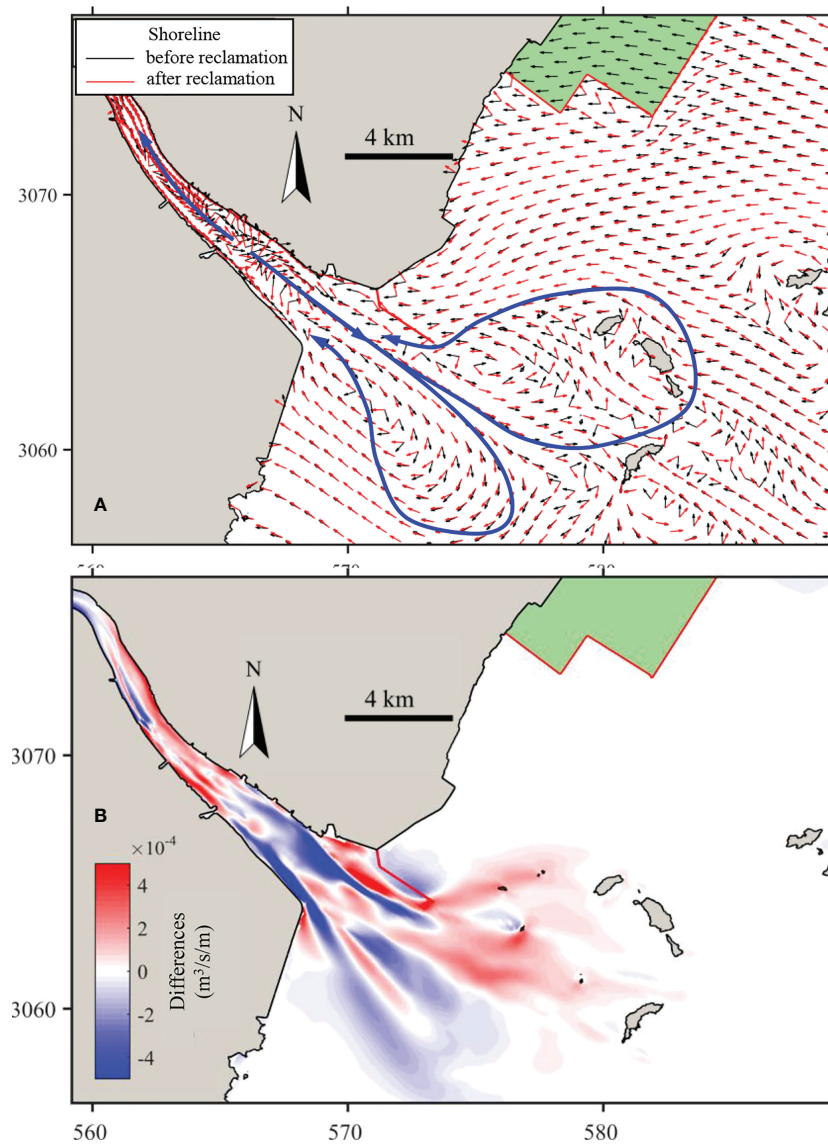 Shoreline
before reclamation
after reclamation
N
4 km
3070
3060
A
570
N
4 km
3070
B
×10⁻⁴
4
2
0
-2
-4
Differences
(m³/s/m)
3060
560
570
580